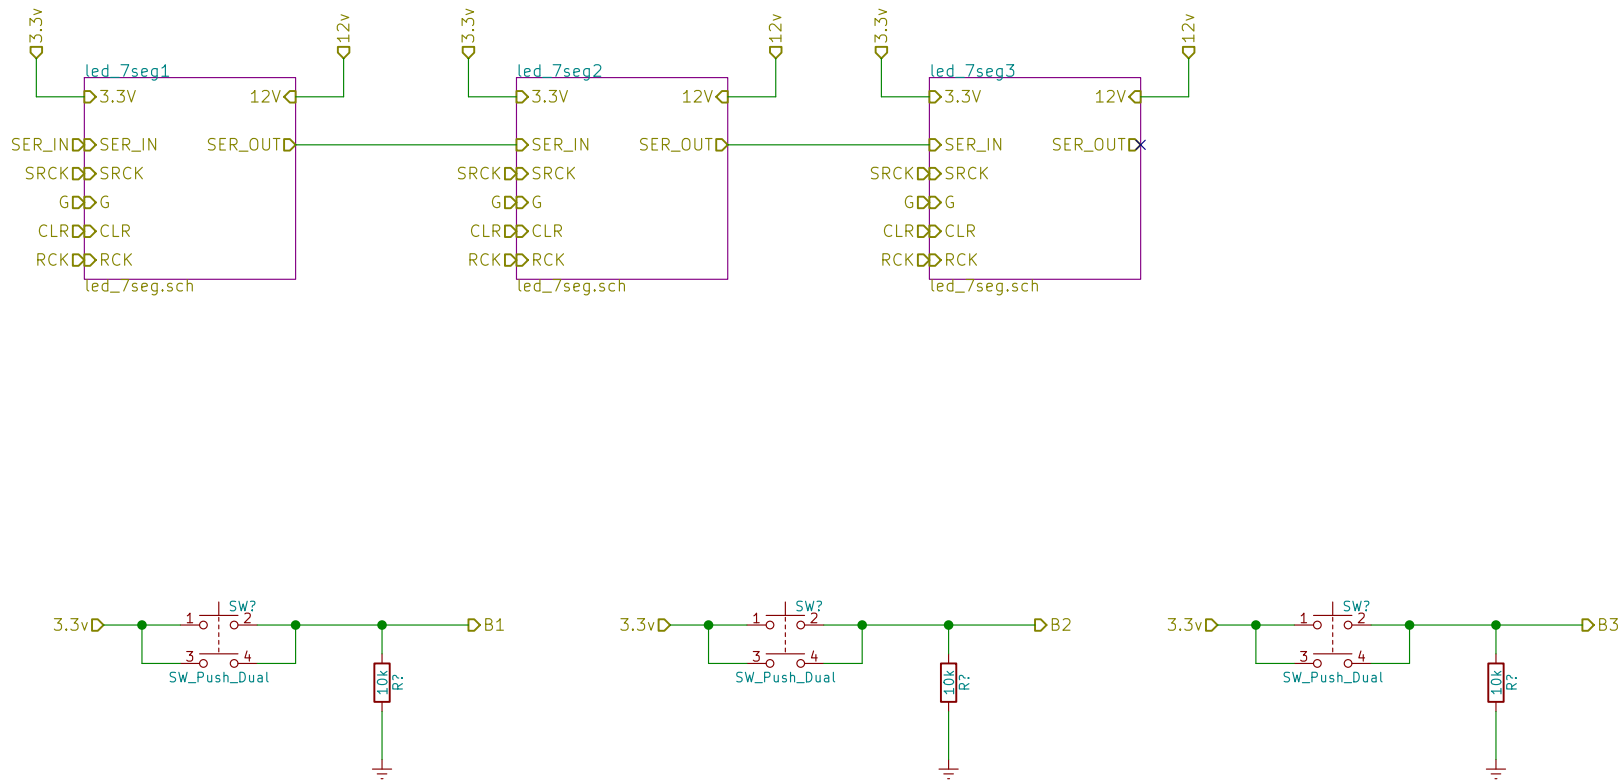 3.3v 12v 3.3v 12v 3.3v 12v
led_7seg1 led_7seg2 led_7seg3
3.3V 12V 3.3V 12V 3.3V 12V
SER_IN SER_IN SER_OUT SER_IN SER_OUT SER_IN SER_OUT
SRCK SRCK SRCK SRCK SRCK SRCK
G G G G G G
CLR CLR CLR CLR CLR CLR
RCK RCK RCK RCK RCK RCK
led_7seg.sch led_7seg.sch led_7seg.sch
SW? SW? SW?
1 2 1 2 1 2
3.3v B1 3.3v B2 3.3v B3
3 4 3 4 3 4
SW_Push_Dual SW_Push_Dual SW_Push_Dual
10k R? 10k R? 10k R?